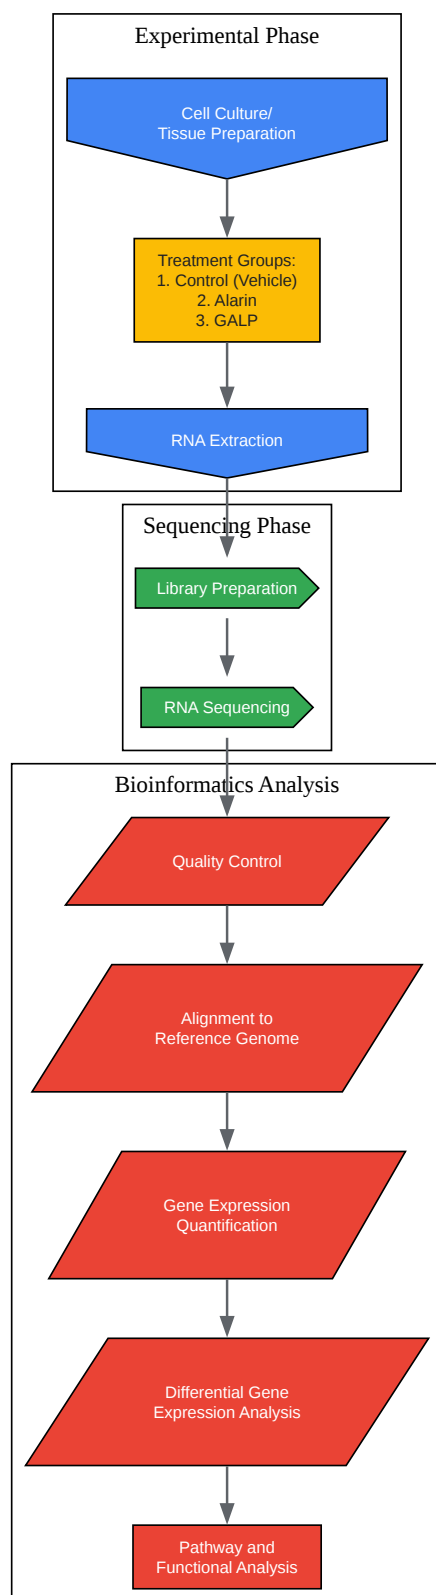 Experimental Phase
Cell Culture/
Tissue Preparation
Treatment Groups:
1. Control (Vehicle)
2. Alarin
3. GALP
RNA Extraction
Sequencing Phase
Library Preparation
RNA Sequencing
Bioinformatics Analysis
Quality Control
Alignment to
Reference Genome
Gene Expression
Quantification
Differential Gene
Expression Analysis
Pathway and
Functional Analysis